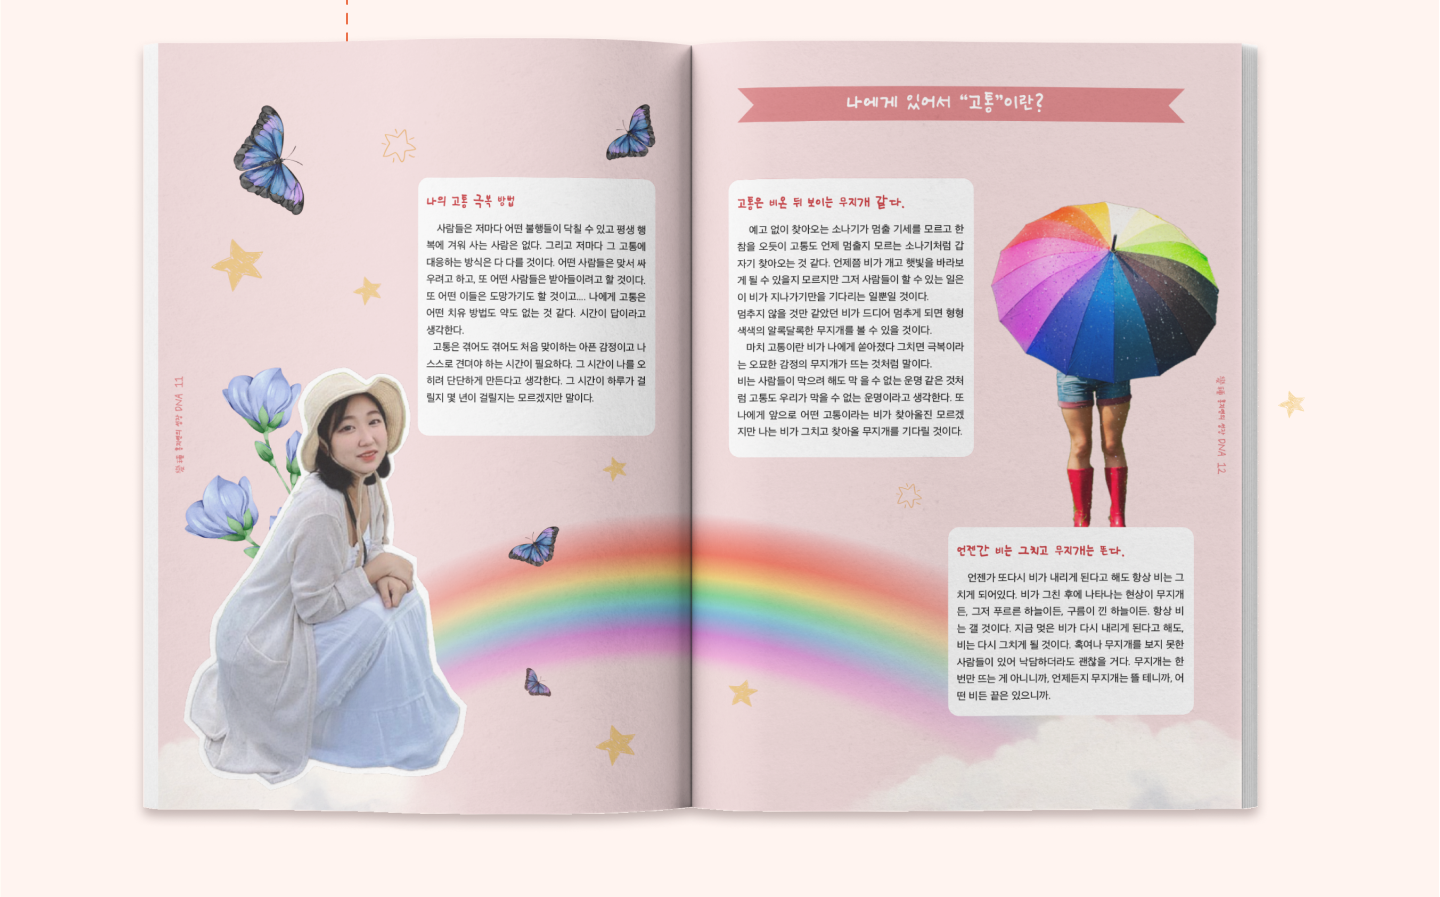 나의 고통 극복 방법
사람들은 저마다 어떤 불행들이 닥칠 수 있고 평생 행
복에 겨워 사는 사람은 없다. 그리고 저마다 그 고통에
대응하는 방식은 다 다를 것이다. 어떤 사람들은 맞서 싸
우려고 하고, 또 어떤 사람들은 받아들이려고 할 것이다.
또 어떤 이들은 도망가기도 할 것이고.... 나에게 고통은
어떤 치유 방법도 약도 없는 것 같다. 시간이 답이라고
생각한다.
고통은 겪어도 겪어도 처음 맞이하는 아픈 감정이고 나
스스로 견뎌야 하는 시간이 필요하다. 그 시간이 나를 오
히려 단단하게 만든다고 생각한다. 그 시간이 하루가 걸
릴지 몇 년이 걸릴지는 모르겠지만 말이다.
DNA 11
나에게 있어서 “고통”이란?
고통은 비온 뒤 보이는 무지개 같다.
예고 없이 찾아오는 소나기가 멈출 기세를 모르고 한
참을 오듯이 고통도 언제 멈출지 모르는 소나기처럼 갑
자기 찾아오는 것 같다. 언제쯤 비가 개고 햇빛을 바라보
게 될 수 있을지 모르지만 그저 사람들이 할 수 있는 일은
이 비가 지나가기만을 기다리는 일뿐일 것이다.
멈추지 않을 것만 같았던 비가 드디어 멈추게 되면 형형
색색의 알록달록한 무지개를 볼 수 있을 것이다.
마치 고통이란 비가 나에게 쏟아졌다 그치면 극복이라
는 오묘한 감정의 무지개가 뜨는 것처럼 말이다.
비는 사람들이 막으려 해도 막 을 수 없는 운명 같은 것처
럼 고통도 우리가 막을 수 없는 운명이라고 생각한다. 또
나에게 앞으로 어떤 고통이라는 비가 찾아올진 모르겠
지만 나는 비가 그치고 찾아올 무지개를 기다릴 것이다.
언젠간 비는 그치고 무지개는 뜬다.
언젠가 또다시 비가 내리게 된다고 해도 항상 비는 그
치게 되어있다. 비가 그친 후에 나타나는 현상이 무지개
든, 그저 푸르른 하늘이든, 구름이 낀 하늘이든. 항상 비
는 갤 것이다. 지금 멎은 비가 다시 내리게 된다고 해도,
비는 다시 그치게 될 것이다. 혹여나 무지개를 보지 못한
사람들이 있어 낙담하더라도 괜찮을 거다. 무지개는 한
번만 뜨는 게 아니니까, 언제든지 무지개는 뜰 테니까, 어
떤 비든 끝은 있으니까.
DNA 12